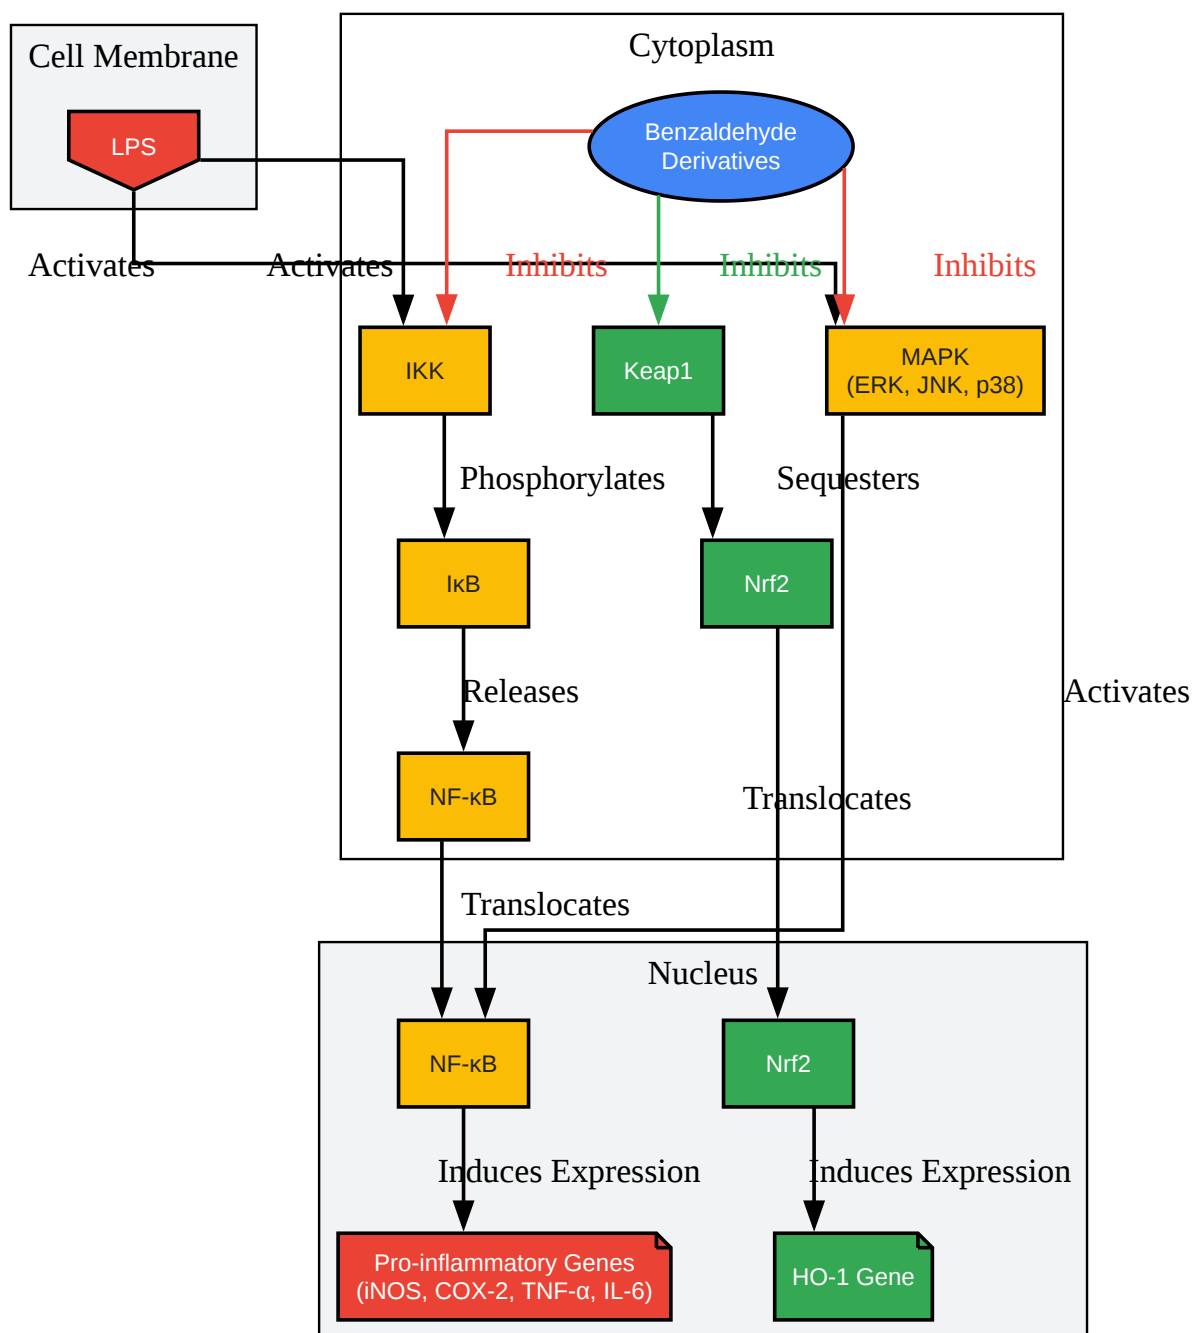 Cell Membrane
Cytoplasm
LPS
Benzaldehyde
Derivatives
Activates
Activates
Inhibits
Inhibits
Inhibits
IKK
Keap1
MAPK
(ERK, JNK, p38)
Phosphorylates
Sequesters
IκB
Nrf2
Releases
Activates
NF-κB
Translocates
Translocates
Nucleus
NF-κB
Nrf2
Induces Expression
Induces Expression
Pro-inflammatory Genes
(iNOS, COX-2, TNF-α, IL-6)
HO-1 Gene